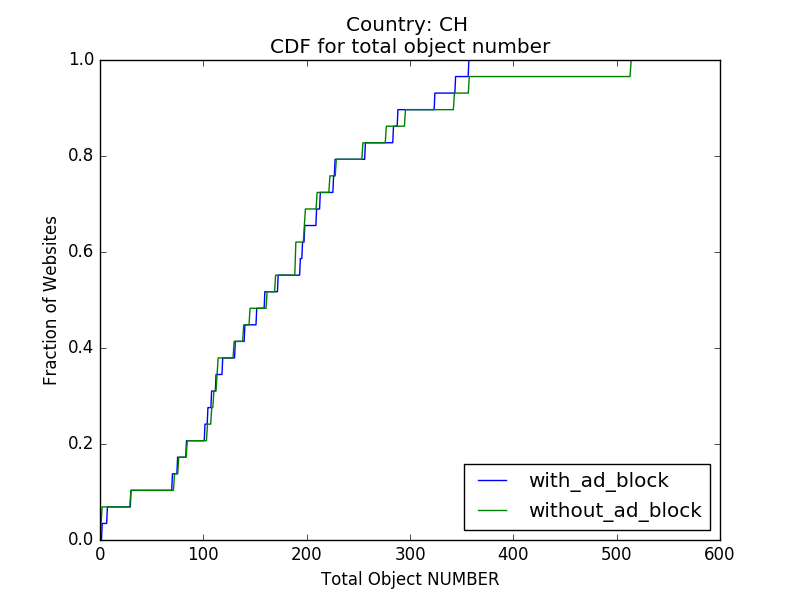 Country: CH
CDF for total object number
1.0
0.8
0.6
0.4
0.2
0.0
Fraction of Websites
with_ad_block
without_ad_block
0 100 200 300 400 500 600
Total Object NUMBER